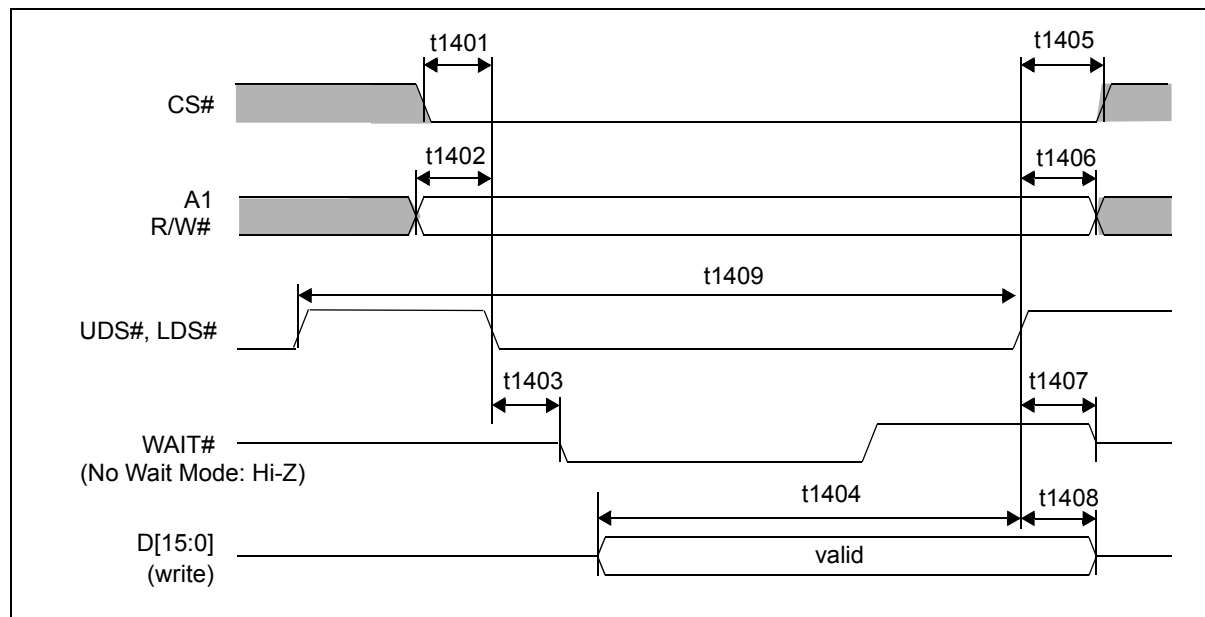 t1401
t1405
CS#
t1402
t1406
A1
R/W#
t1409
UDS#, LDS#
t1403
t1407
WAIT#
(No Wait Mode: Hi-Z)
t1404
t1408
D[15:0]
valid
(write)